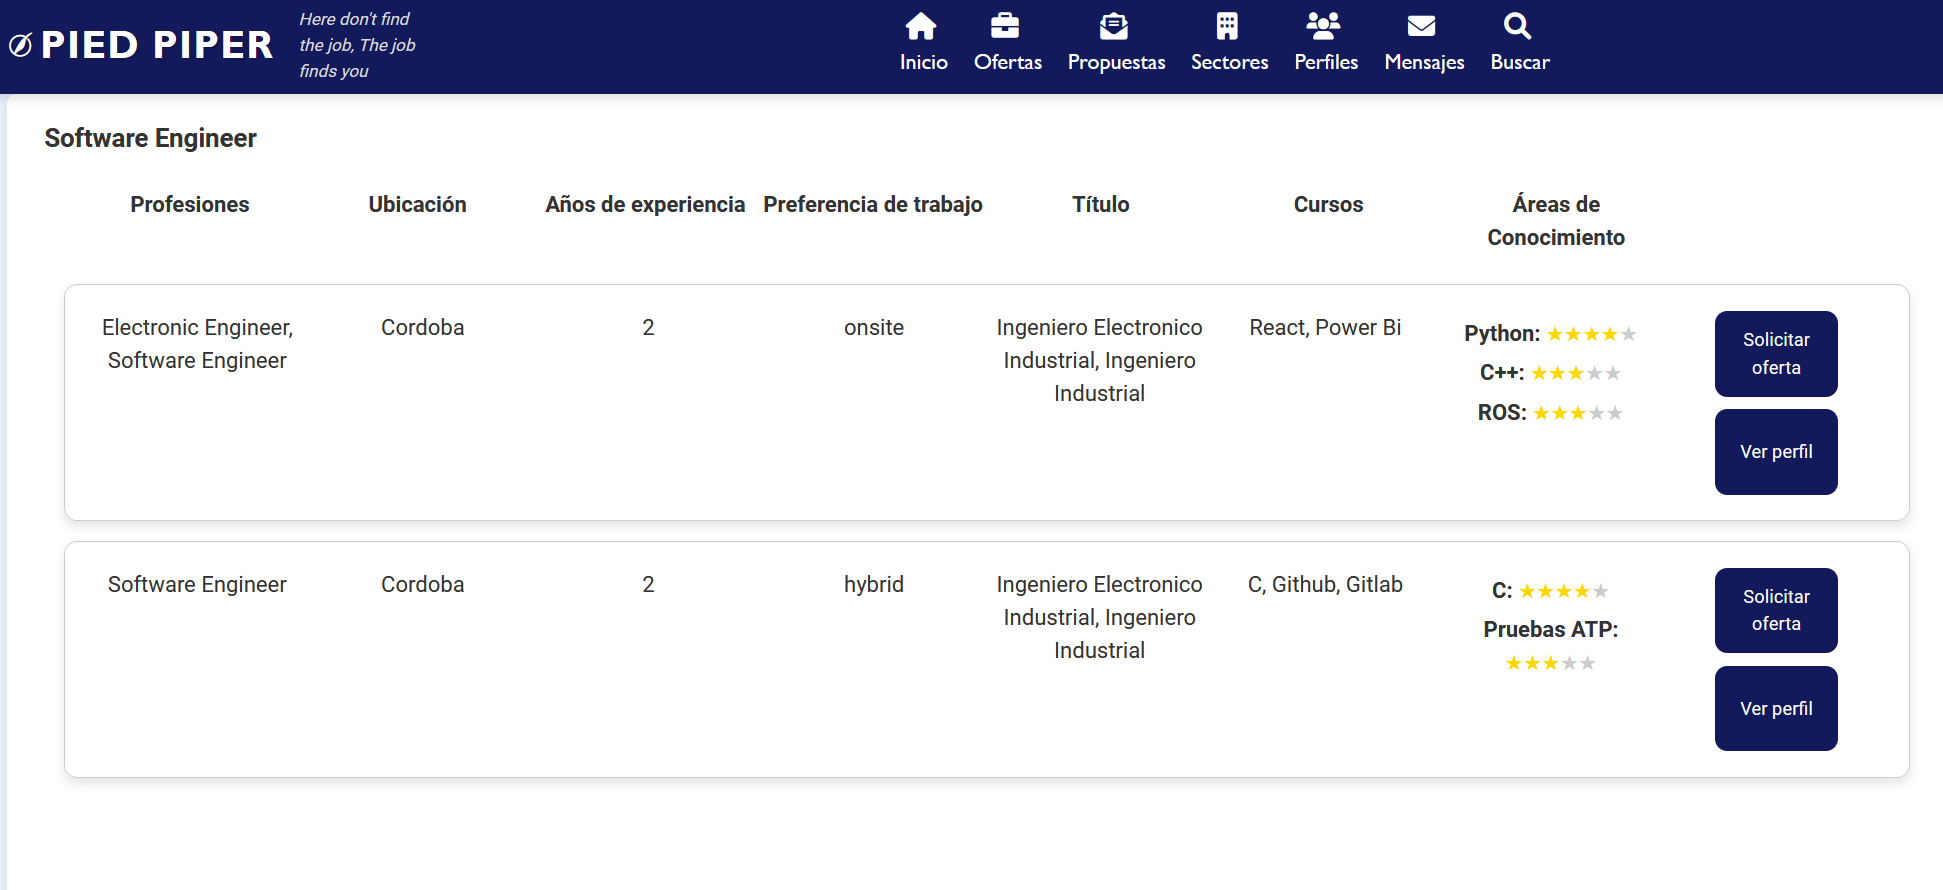 PIED PIPER
Here don't find
the job, The job
finds you
Inicio
Ofertas
Propuestas
Sectores
Perfiles
Mensajes
Buscar
Software Engineer
Profesiones
Ubicación
Años de experiencia
Preferencia de trabajo
Título
Cursos
Áreas de
Conocimiento
Electronic Engineer,
Software Engineer
Cordoba
2
onsite
Ingeniero Electronico
Industrial, Ingeniero
Industrial
React, Power Bi
Python: ★★★★★
C++: ★★★★★
ROS: ★★★★★
Solicitar
oferta
Ver perfil
Software Engineer
Cordoba
2
hybrid
Ingeniero Electronico
Industrial, Ingeniero
Industrial
C, Github, Gitlab
C: ★★★★★
Pruebas ATP:
★★★★★
Solicitar
oferta
Ver perfil